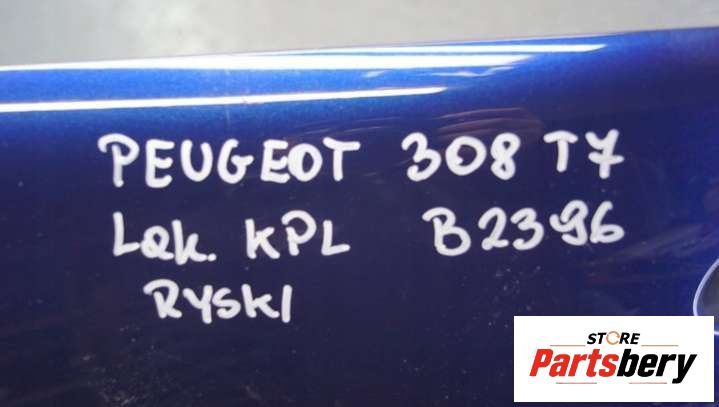 PEUGEOT 308 T7
Lak. KPL B2396
RYSKI
STORE
Partsbery